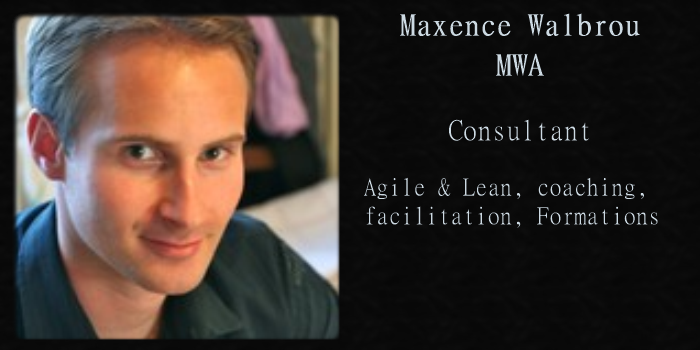 Maxence Walbrou
MWA
Consultant
Agile & Lean, coaching,
facilitation, Formations